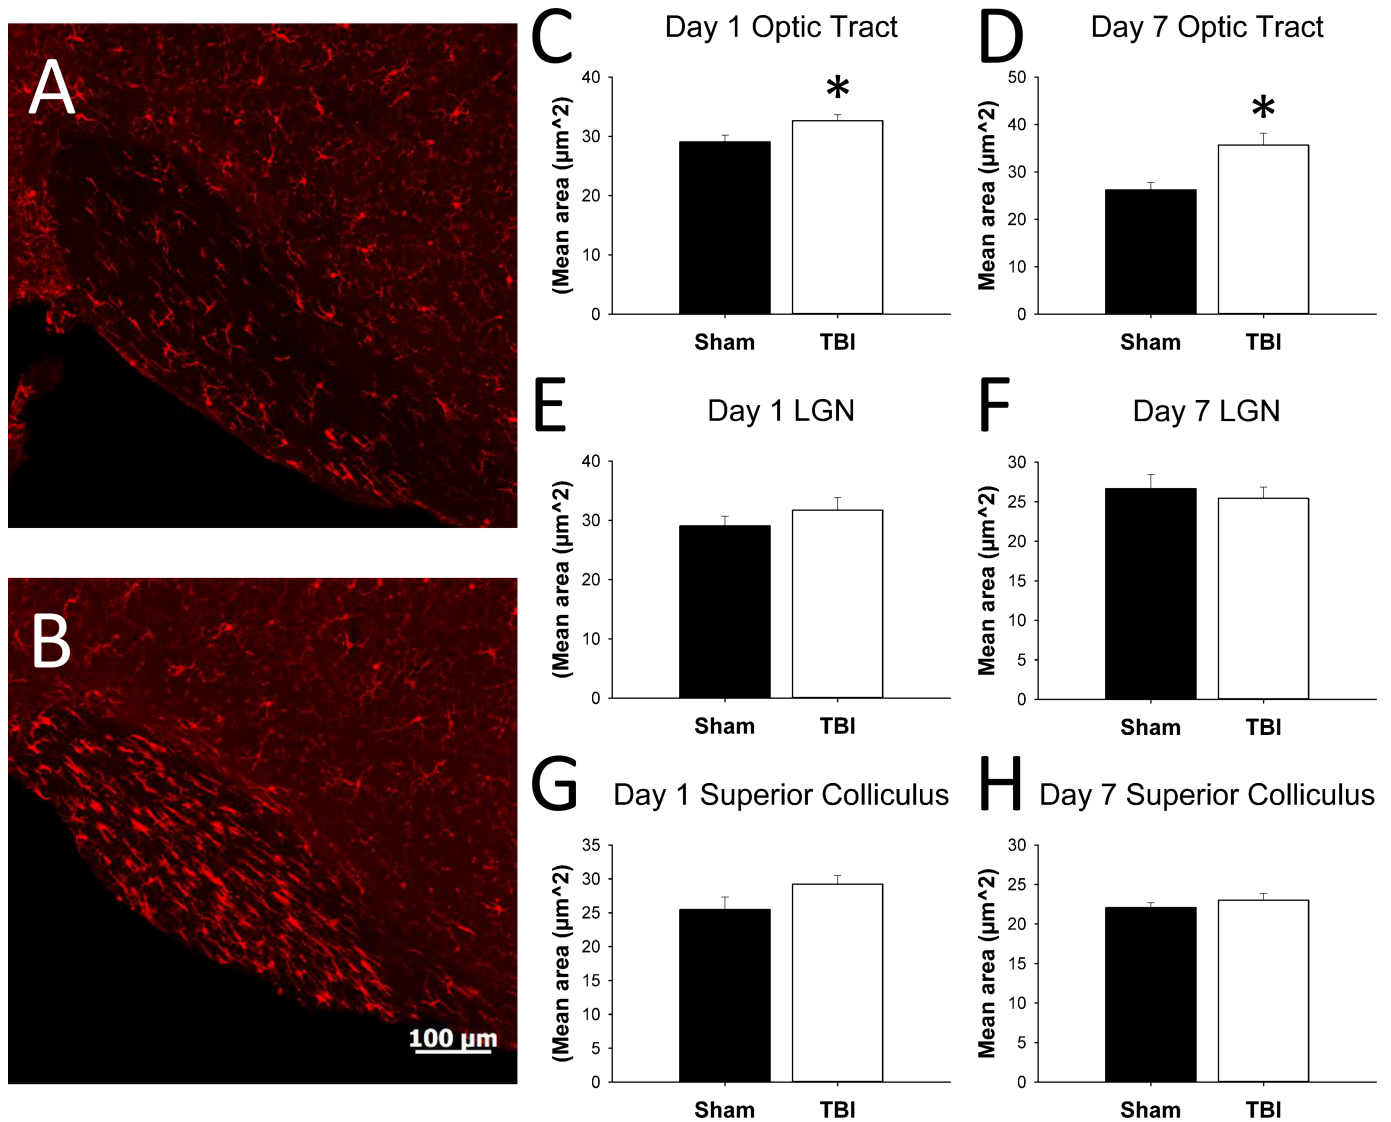 A
B
100 µm
C
Day 1 Optic Tract
(Mean area (µm^2)
40
30
20
10
0
*
Sham
TBI
D
Day 7 Optic Tract
Mean area (µm^2)
50
40
30
20
10
0
*
Sham
TBI
E
Day 1 LGN
(Mean area (µm^2)
40
30
20
10
0
Sham
TBI
F
Day 7 LGN
Mean area (µm^2)
30
25
20
15
10
5
0
Sham
TBI
G
Day 1 Superior Colliculus
(Mean area (µm^2)
35
30
25
20
15
10
5
0
Sham
TBI
H
Day 7 Superior Colliculus
Mean area (µm^2)
30
25
20
15
10
5
0
Sham
TBI